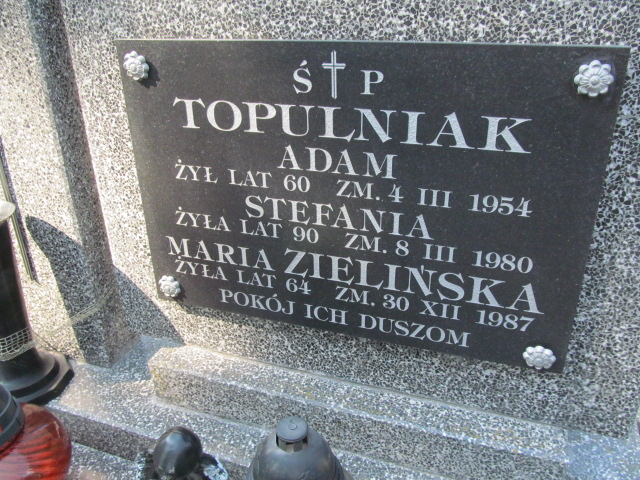 Ś † P
TOPULNIAK
ADAM
ŻYŁ LAT 60 ZM. 4 III 1954
STEFANIA
ŻYŁA LAT 90 ZM. 8 III 1980
MARIA ZIELIŃSKA
ŻYŁA LAT 64 ZM. 30 XII 1987
POKÓJ ICH DUSZOM